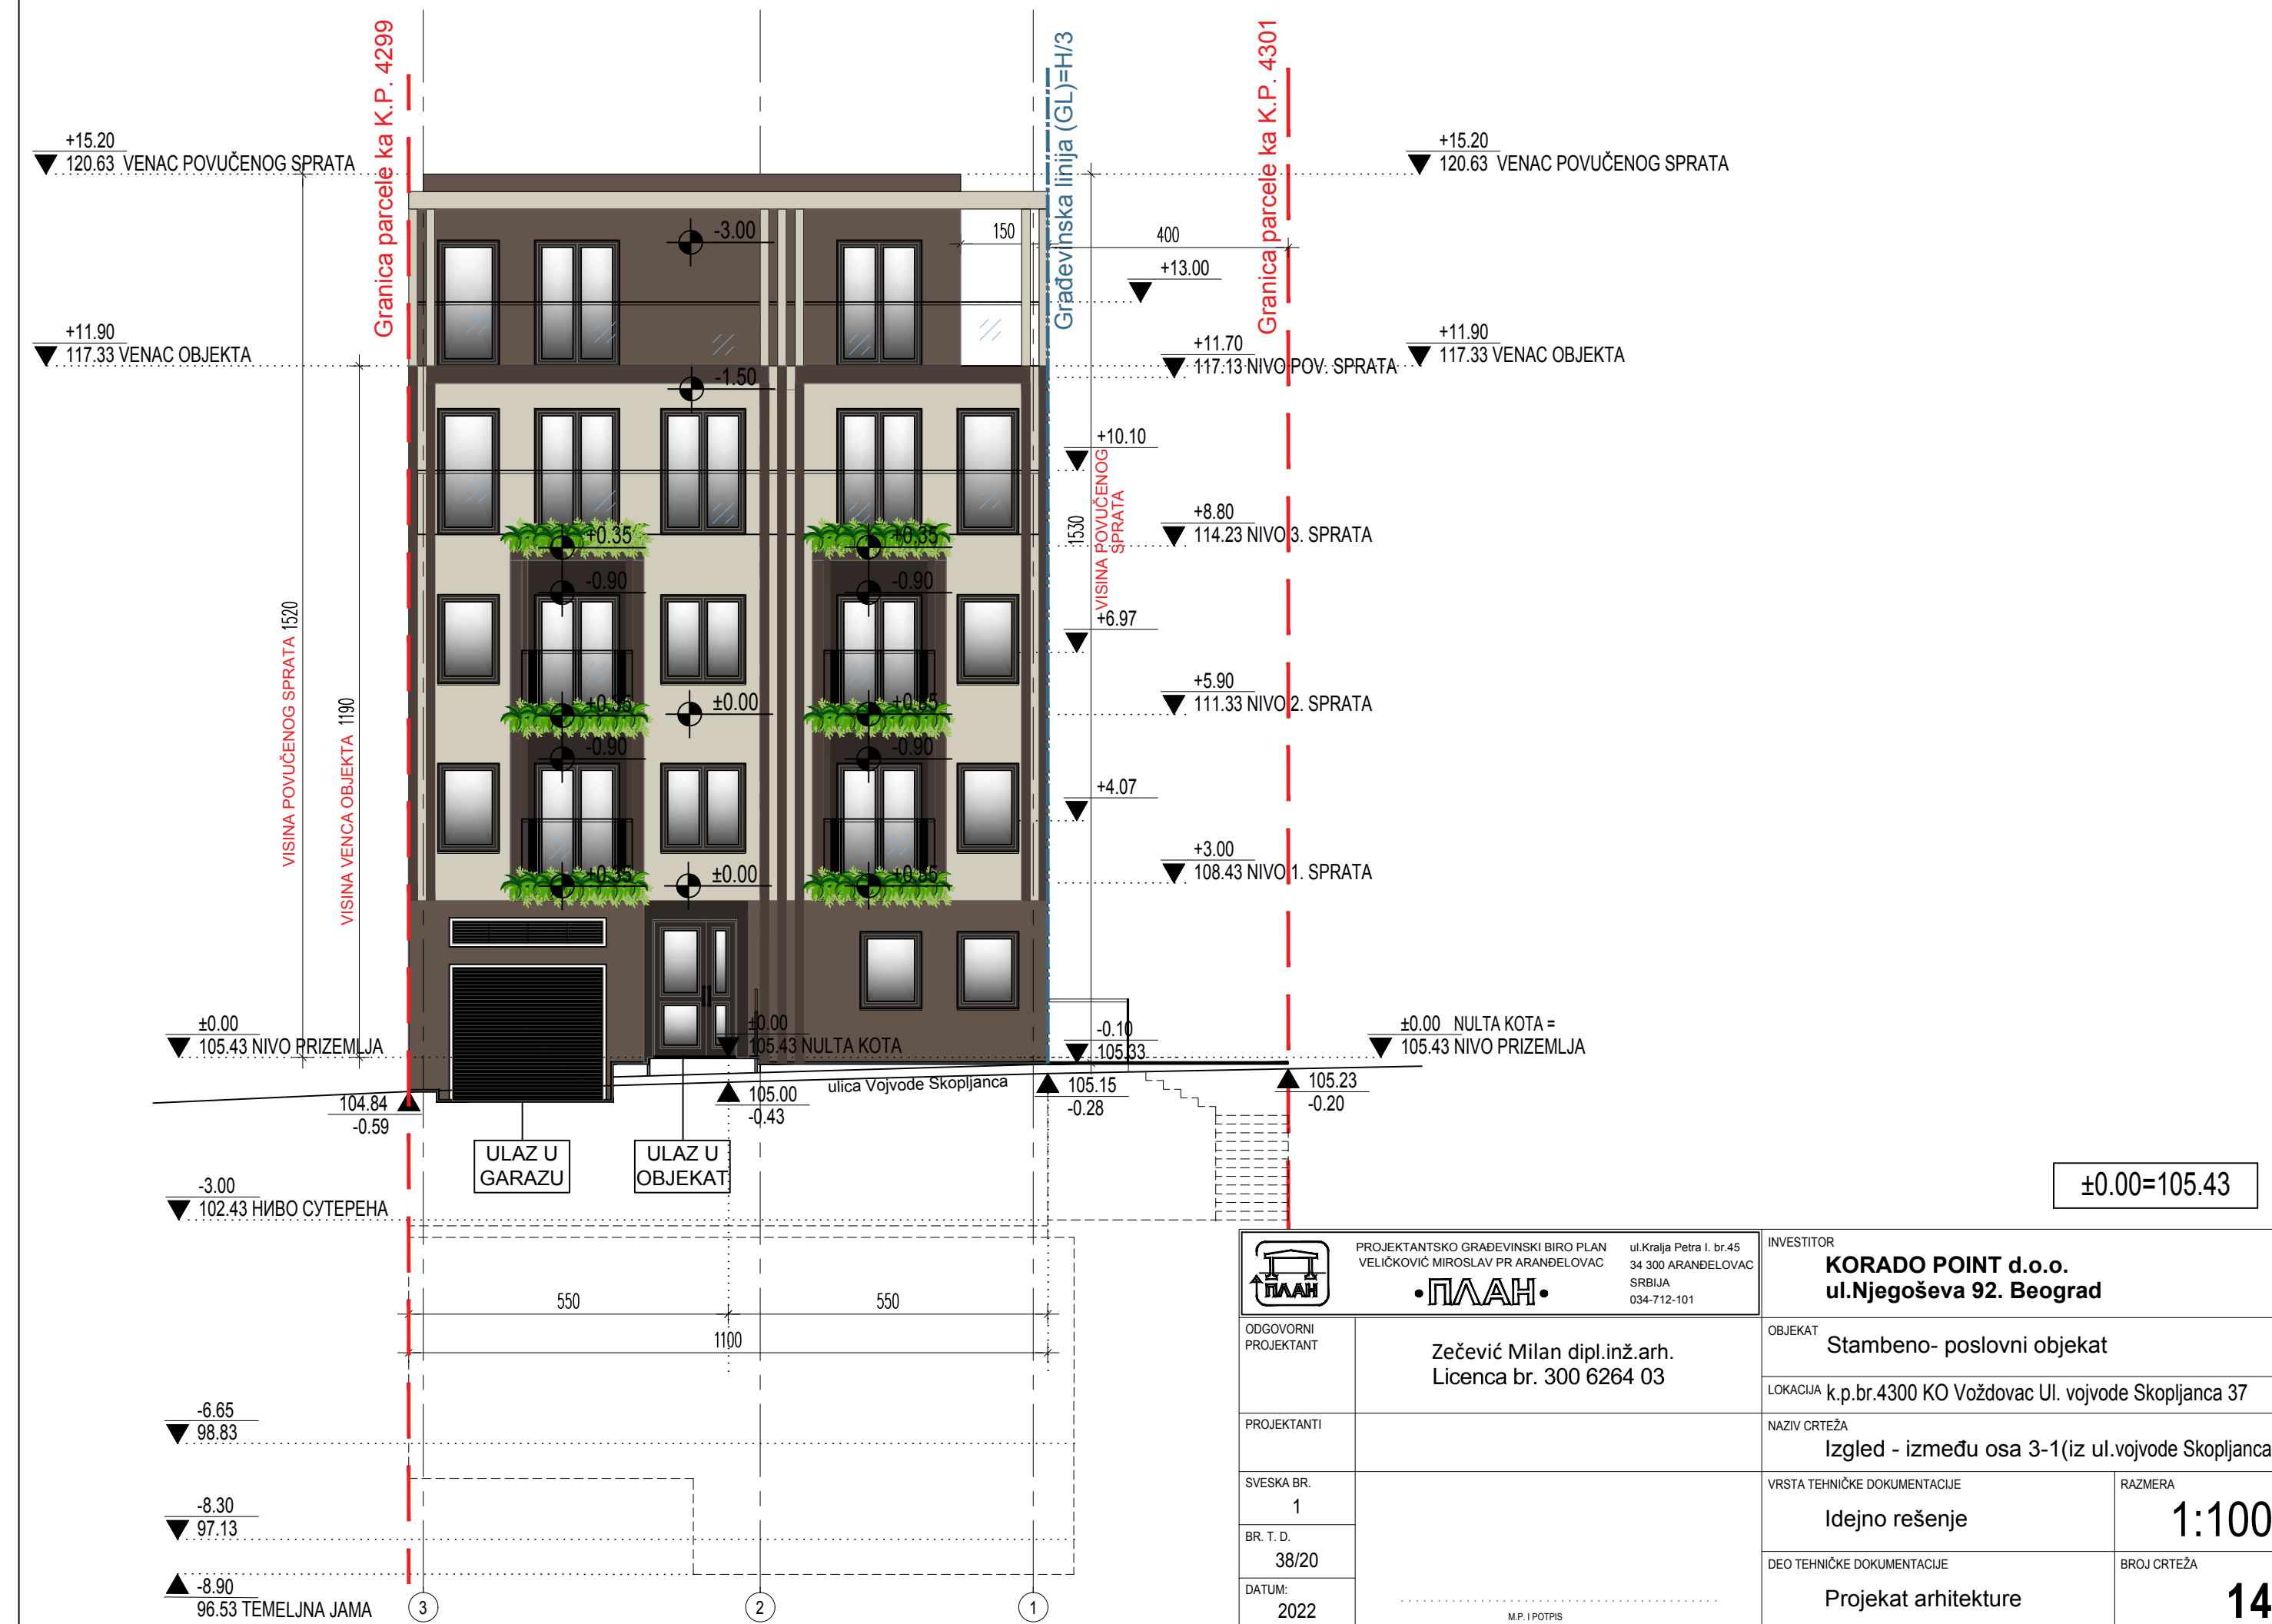 Granica parcele ka K.P. 4299
Građevinska linija (GL)=H/3
Granica parcele ka K.P. 4301
+15.20
120.63 VENAC POVUČENOG SPRATA
+15.20
120.63 VENAC POVUČENOG SPRATA
-3.00
150
400
+13.00
+11.90
117.33 VENAC OBJEKTA
+11.70
117.13 NIVO POV. SPRATA
+11.90
117.33 VENAC OBJEKTA
-1.50
+10.10
VISINA POVUČENOG
SPRATA
1530
+8.80
114.23 NIVO 3. SPRATA
+0.35
+0.35
-0.90
-0.90
+6.97
VISINA POVUČENOG SPRATA 1520
VISINA VENCA OBJEKTA 1190
+5.90
111.33 NIVO 2. SPRATA
+0.35
±0.00
+0.35
-0.90
-0.90
+4.07
+3.00
108.43 NIVO 1. SPRATA
+0.35
±0.00
+0.35
±0.00
105.43 NIVO PRIZEMLJA
±0.00
105.43 NULTA KOTA
-0.10
105.33
±0.00 NULTA KOTA =
105.43 NIVO PRIZEMLJA
ulica Vojvode Skopljanca
104.84
-0.59
105.00
-0.43
105.15
-0.28
105.23
-0.20
ULAZ U
GARAZU
ULAZ U
OBJEKAT
-3.00
102.43 НИВО СУТЕРЕНА
±0.00=105.43
550
550
1100
-6.65
98.83
-8.30
97.13
-8.90
96.53 TEMELJNA JAMA
3
2
1
ПЛАН
PROJEKTANTSKO GRAĐEVINSKI BIRO PLAN
VELIČKOVIĆ MIROSLAV PR ARANĐELOVAC
•ПЛАН•
ul.Kralja Petra I. br.45
34 300 ARANĐELOVAC
SRBIJA
034-712-101
INVESTITOR
KORADO POINT d.o.o.
ul.Njegoševa 92. Beograd
ODGOVORNI
PROJEKTANT
Zečević Milan dipl.inž.arh.
Licenca br. 300 6264 03
OBJEKAT
Stambeno- poslovni objekat
LOKACIJA k.p.br.4300 KO Voždovac Ul. vojvode Skopljanca 37
PROJEKTANTI
NAZIV CRTEŽA
Izgled - između osa 3-1(iz ul.vojvode Skopljanca
SVESKA BR.
1
VRSTA TEHNIČKE DOKUMENTACIJE
Idejno rešenje
RAZMERA
1:100
BR. T. D.
38/20
DEO TEHNIČKE DOKUMENTACIJE
Projekat arhitekture
BROJ CRTEŽA
14
DATUM:
2022
M.P. I POTPIS